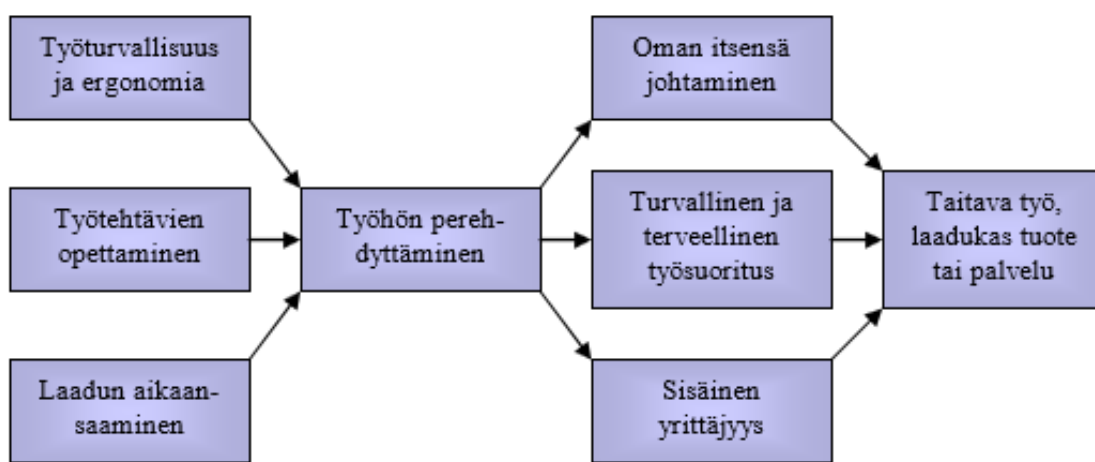 Työturvallisuus
ja ergonomia
Työtehtävien
opettaminen
Laadun aikaan-
saaminen
Työhön pereh-
dyttäminen
Oman itsensä
johtaminen
Turvallinen ja
terveellinen
työsuoritus
Sisäinen
yrittäjyys
Taitava työ,
laadukas tuote
tai palvelu